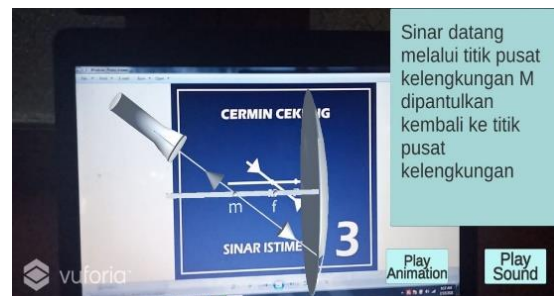 Sinar datang
melalui titik pusat
kelengkungan M
dipantulkan
kembali ke titik
pusat
kelengkungan
CERMIN CEKUNG
m
f
SINAR ISTIME
3
vuforia
Play
Animation
Play
Sound